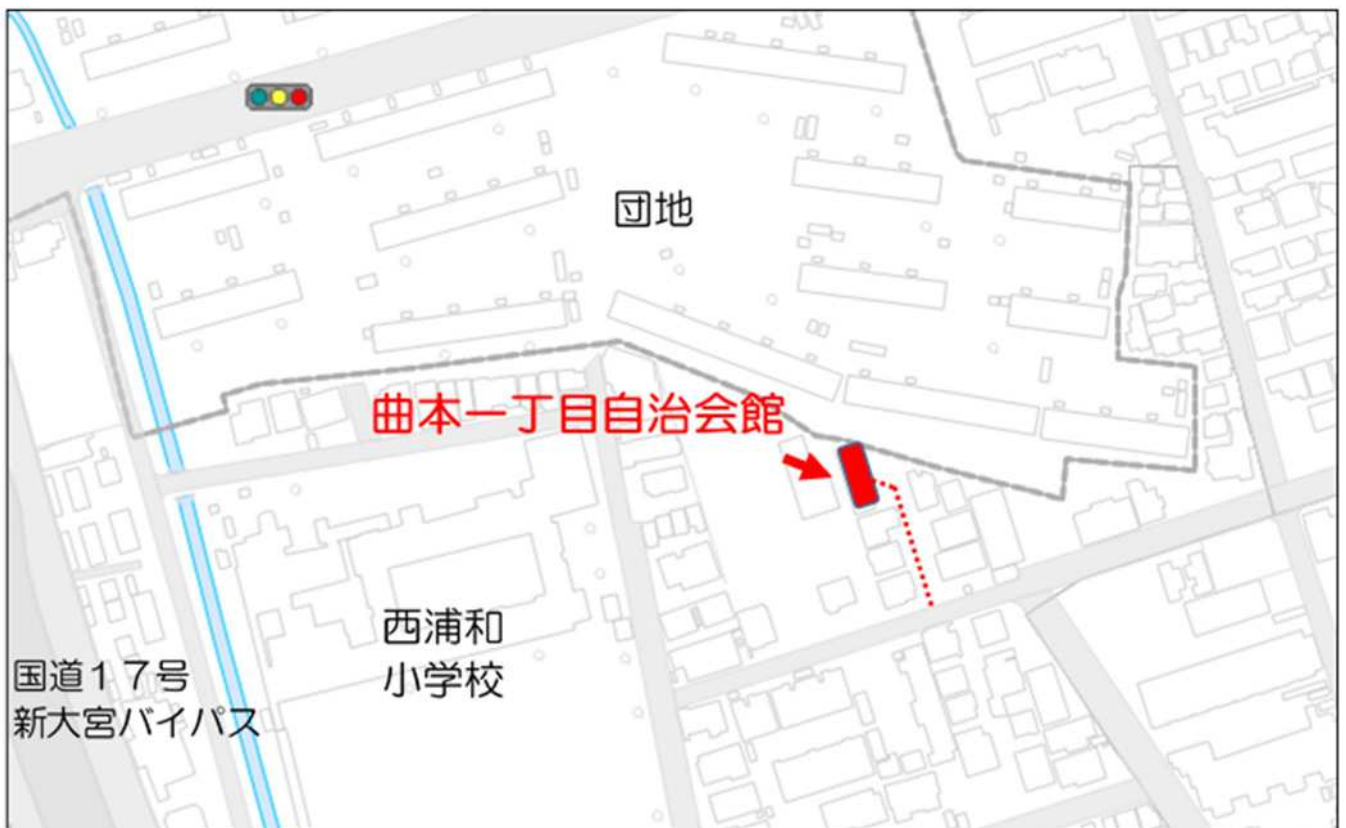 団地
曲本一丁目自治会館
西浦和
小学校
国道１７号
新大宮バイパス